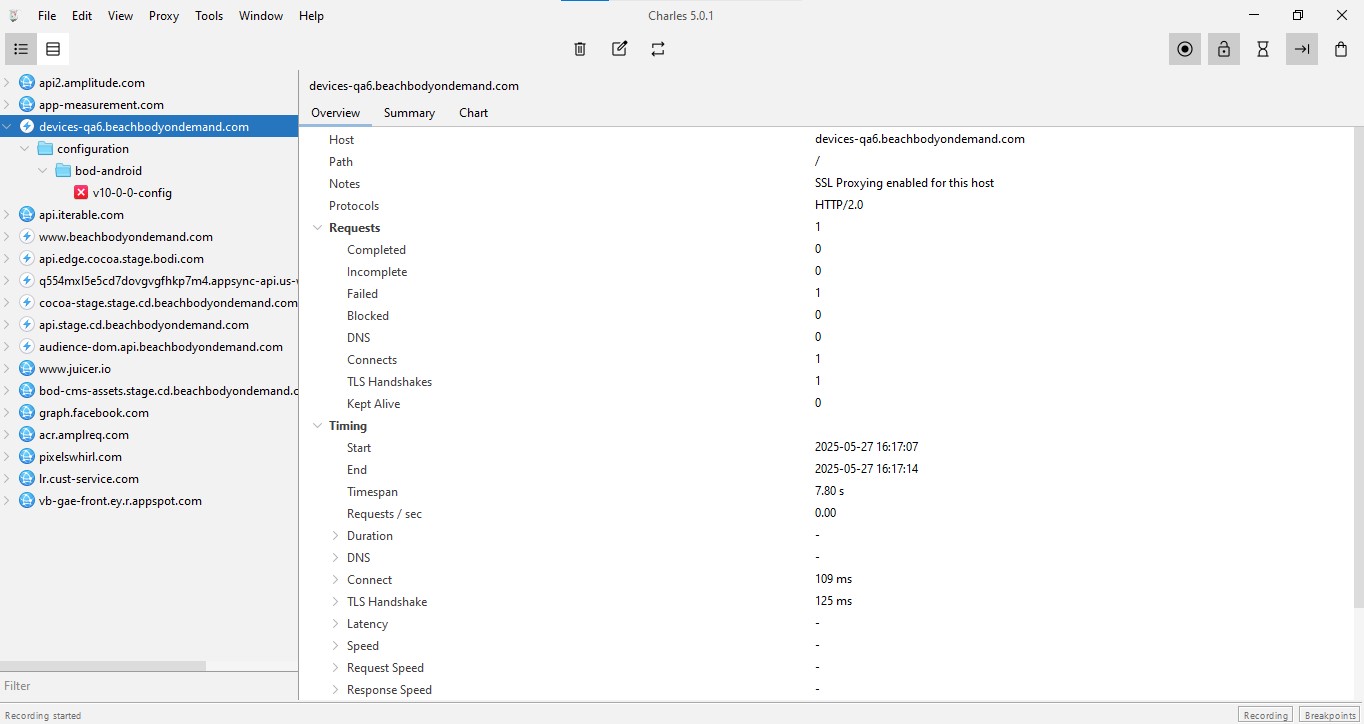 File Edit View Proxy Tools Window Help
Charles 5.0.1
api2.amplitude.com
app-measurement.com
devices-qa6.beachbodyondemand.com
configuration
bod-android
v10-0-0-config
api.iterable.com
www.beachbodyondemand.com
api.edge.cocoa.stage.bodi.com
q554mxl5e5cd7dovgvgfhkp7m4.appsync-api.us-
cocoa-stage.stage.cd.beachbodyondemand.com
api.stage.cd.beachbodyondemand.com
audience-dom.api.beachbodyondemand.com
www.juicer.io
bod-cms-assets.stage.cd.beachbodyondemand.c
graph.facebook.com
acr.amplreq.com
pixelswhirl.com
lr.cust-service.com
vb-gae-front.ey.r.appspot.com
Filter
devices-qa6.beachbodyondemand.com
Overview Summary Chart
Host devices-qa6.beachbodyondemand.com
Path /
Notes SSL Proxying enabled for this host
Protocols HTTP/2.0
Requests 1
Completed 0
Incomplete 0
Failed 1
Blocked 0
DNS 0
Connects 1
TLS Handshakes 1
Kept Alive 0
Timing
Start 2025-05-27 16:17:07
End 2025-05-27 16:17:14
Timespan 7.80 s
Requests / sec 0.00
Duration -
DNS -
Connect 109 ms
TLS Handshake 125 ms
Latency -
Speed -
Request Speed -
Response Speed -
Recording started
Recording Breakpoints